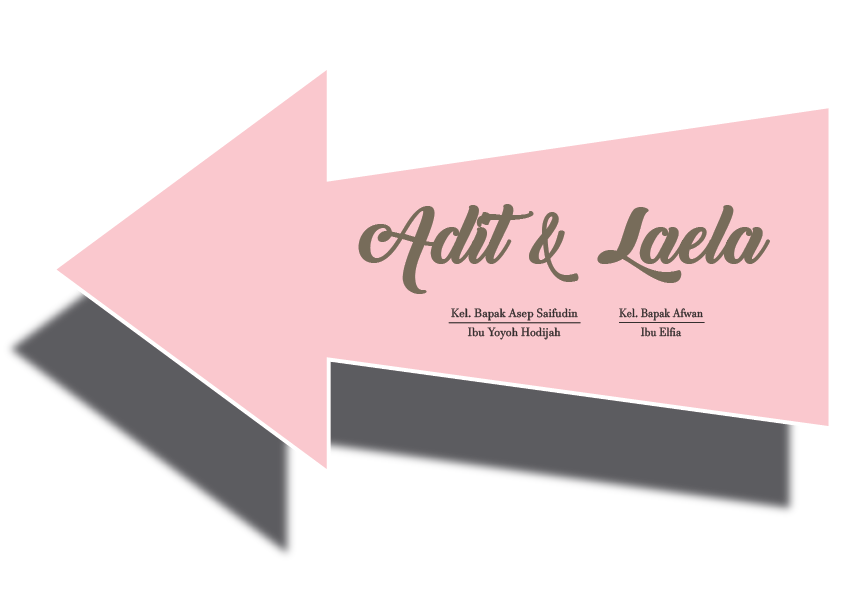 Adit & Laela
Kel. Bapak Asep Saifudin
Ibu Yoyoh Hodijah
Kel. Bapak Afwan
Ibu Elfia